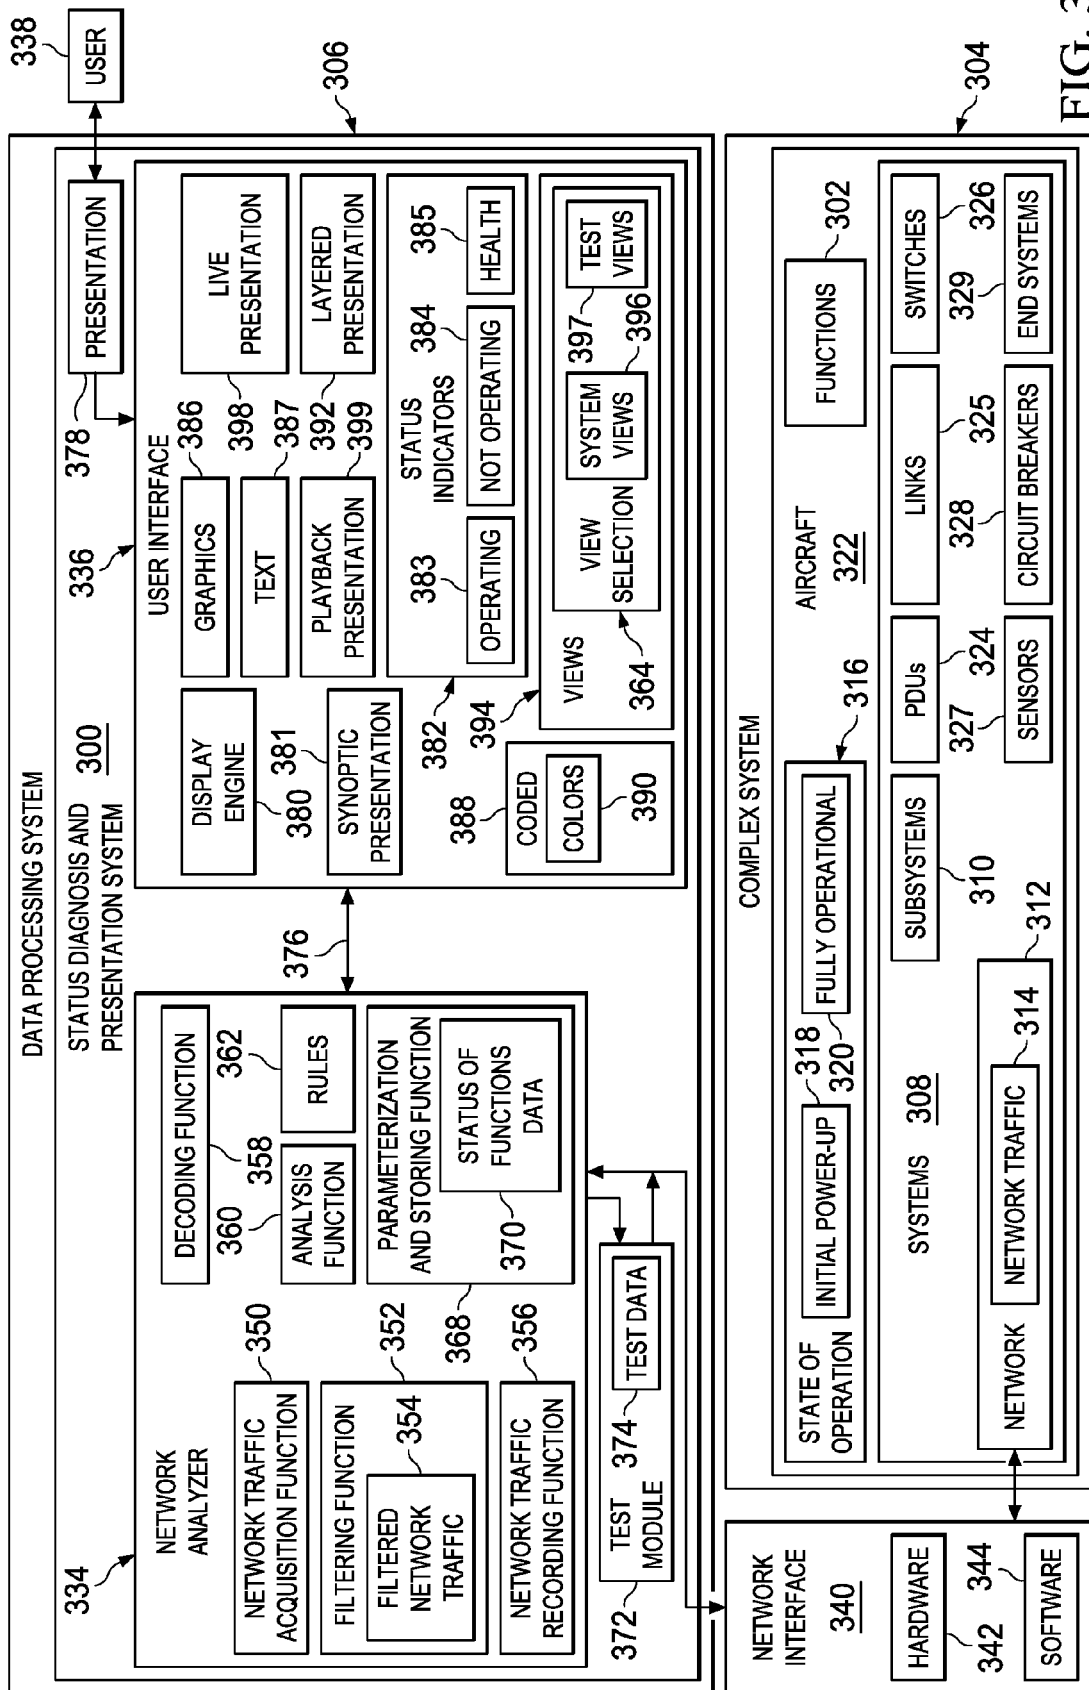 DATA PROCESSING SYSTEM
STATUS DIAGNOSIS AND
PRESENTATION SYSTEM
300
334
NETWORK
ANALYZER
NETWORK TRAFFIC
ACQUISITION FUNCTION
350
FILTERING FUNCTION
352
FILTERED
NETWORK
TRAFFIC
354
NETWORK TRAFFIC
RECORDING FUNCTION
356
DECODING FUNCTION
358
360
ANALYSIS
FUNCTION
362
RULES
PARAMETERIZATION
AND STORING FUNCTION
368
STATUS OF
FUNCTIONS
DATA
370
372
TEST
MODULE
374
TEST DATA
376
336
USER INTERFACE
378
PRESENTATION
338
USER
306
DISPLAY
ENGINE
380
GRAPHICS
386
LIVE
PRESENTATION
398
TEXT
387
381
SYNOPTIC
PRESENTATION
PLAYBACK
PRESENTATION
399
LAYERED
PRESENTATION
392
382
STATUS
INDICATORS
383
OPERATING
384
NOT OPERATING
385
HEALTH
388
CODED
COLORS
390
394
VIEWS
364
VIEW
SELECTION
SYSTEM
VIEWS
396
397
TEST
VIEWS
NETWORK
INTERFACE
340
HARDWARE
342
344
SOFTWARE
COMPLEX SYSTEM
304
STATE OF
OPERATION
INITIAL POWER-UP
318
FULLY OPERATIONAL
320
316
AIRCRAFT
322
FUNCTIONS
302
SYSTEMS
308
SUBSYSTEMS
310
PDUs
324
LINKS
325
SWITCHES
326
327
SENSORS
328
CIRCUIT BREAKERS
329
END SYSTEMS
NETWORK
312
NETWORK TRAFFIC
314
FIG. 3